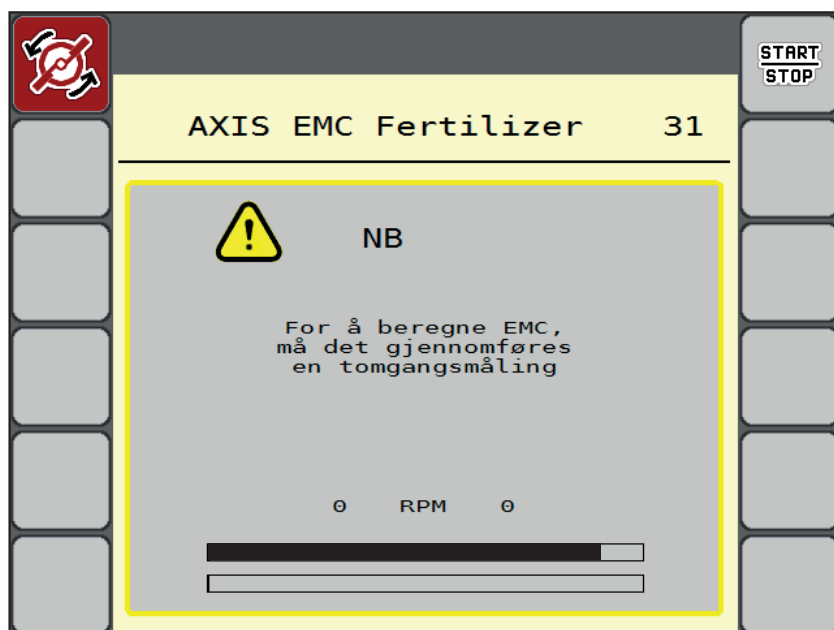 START
STOP
AXIS EMC Fertilizer 31
NB
For å beregne EMC,
må det gjennomføres
en tomgangsmåling
0 RPM 0